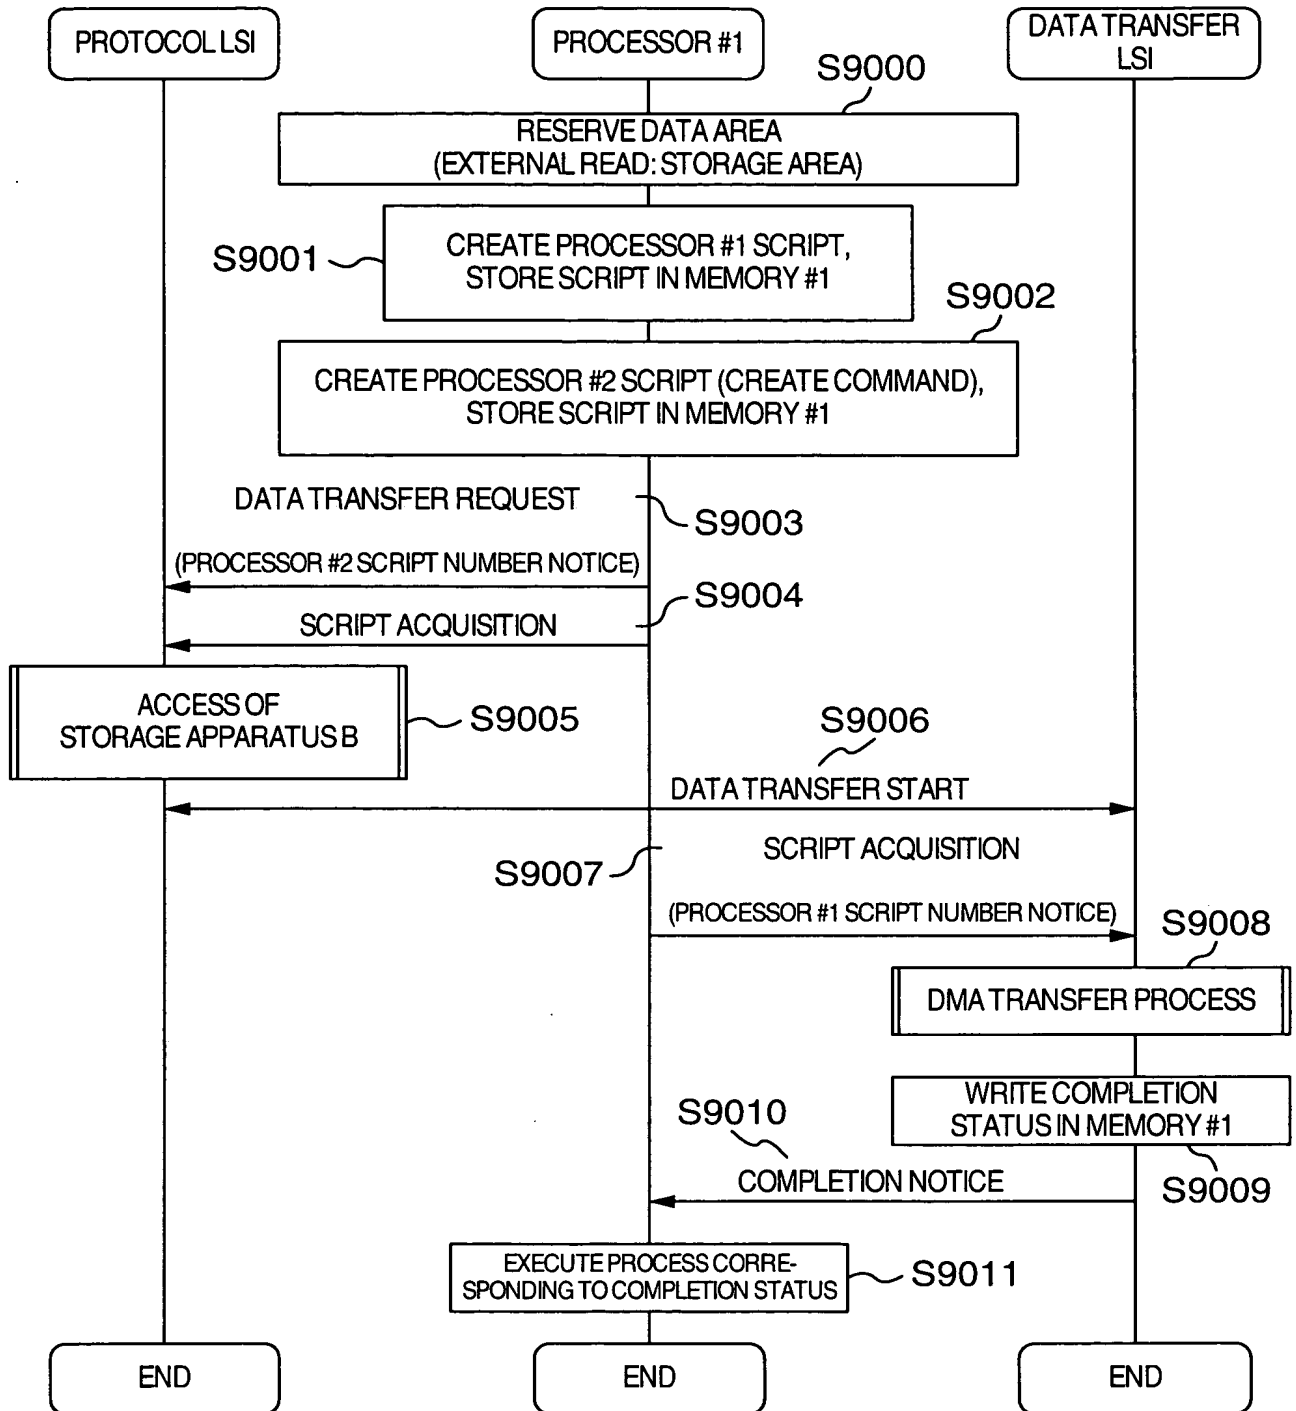 PROTOCOL LSI
PROCESSOR #1
DATA TRANSFER
LSI
S9000
RESERVE DATA AREA
(EXTERNAL READ: STORAGE AREA)
S9001
CREATE PROCESSOR #1 SCRIPT,
STORE SCRIPT IN MEMORY #1
S9002
CREATE PROCESSOR #2 SCRIPT (CREATE COMMAND),
STORE SCRIPT IN MEMORY #1
DATA TRANSFER REQUEST
S9003
(PROCESSOR #2 SCRIPT NUMBER NOTICE)
S9004
SCRIPT ACQUISITION
ACCESS OF
STORAGE APPARATUS B
S9005
S9006
DATA TRANSFER START
S9007
SCRIPT ACQUISITION
(PROCESSOR #1 SCRIPT NUMBER NOTICE)
S9008
DMA TRANSFER PROCESS
WRITE COMPLETION
STATUS IN MEMORY #1
S9009
S9010
COMPLETION NOTICE
EXECUTE PROCESS CORRE-
SPONDING TO COMPLETION STATUS
S9011
END
END
END